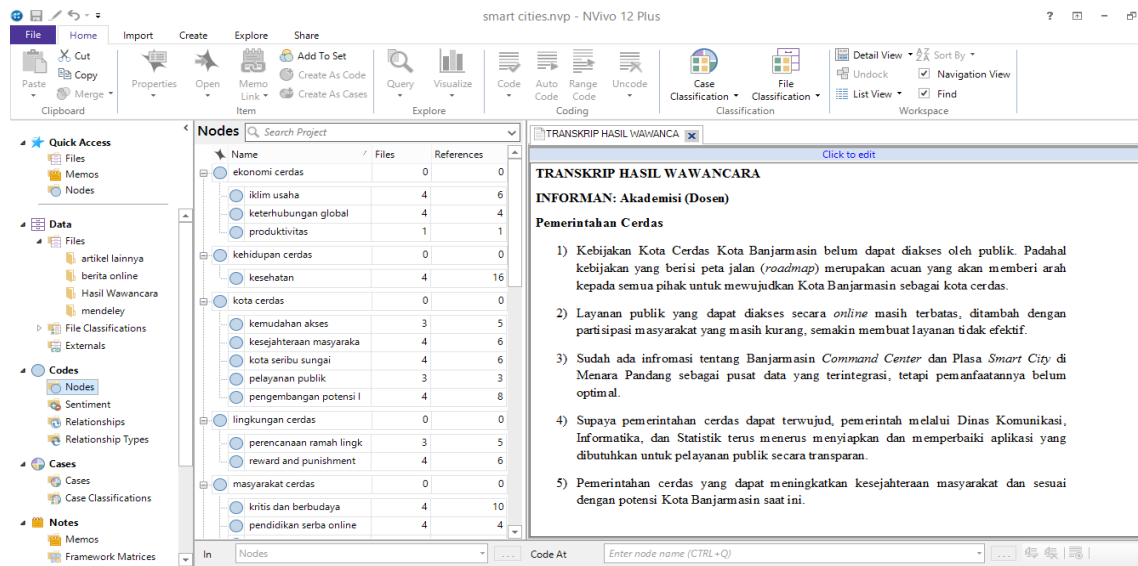 smart cities.nvp - NVivo 12 Plus
File Home Import Create Explore Share
Paste
Cut
Copy
Merge
Clipboard
Properties
Open
Memo Link
Add To Set
Create As Code
Create As Cases
Item
Query
Visualize
Explore
Code
Auto Code
Range Code
Uncode
Coding
Case Classification
File Classification
Classification
Detail View
Sort By
Undock
Navigation View
List View
Find
Workspace
Quick Access
Files
Memos
Nodes
Data
Files
artikel lainnya
berita online
Hasil Wawancara
mendeley
File Classifications
Externals
Codes
Nodes
Sentiment
Relationships
Relationship Types
Cases
Cases
Case Classifications
Notes
Memos
Framework Matrices
Nodes Search Project
Name Files References
ekonomi cerdas 0 0
iklim usaha 4 6
keterhubungan global 4 4
produktivitas 1 1
kehidupan cerdas 0 0
kesehatan 4 16
kota cerdas 0 0
kemudahan akses 3 5
kesejahteraan masyaraka 4 6
kota seribu sungai 4 6
pelayanan publik 3 3
pengembangan potensi l 4 8
lingkungan cerdas 0 0
perencanaan ramah lingk 3 5
reward and punishment 4 6
masyarakat cerdas 0 0
kritis dan berbudaya 4 10
pendidikan serba online 4 4
TRANSKRIP HASIL WAWANCA
Click to edit
TRANSKRIP HASIL WAWANCARA
INFORMAN: Akademisi (Dosen)
Pemerintahan Cerdas
1) Kebijakan Kota Cerdas Kota Banjarmasin belum dapat diakses oleh publik. Padahal
kebijakan yang berisi peta jalan (roadmap) merupakan acuan yang akan memberi arah
kepada semua pihak untuk mewujudkan Kota Banjarmasin sebagai kota cerdas.
2) Layanan publik yang dapat diakses secara online masih terbatas, ditambah dengan
partisipasi masyarakat yang masih kurang, semakin membuat layanan tidak efektif.
3) Sudah ada infromasi tentang Banjarmasin Command Center dan Plasa Smart City di
Menara Pandang sebagai pusat data yang terintegrasi, tetapi pemanfaatannya belum
optimal.
4) Supaya pemerintahan cerdas dapat terwujud, pemerintah melalui Dinas Komunikasi,
Informatika, dan Statistik terus menerus menyiapkan dan memperbaiki aplikasi yang
dibutuhkan untuk pelayanan publik secara transparan.
5) Pemerintahan cerdas yang dapat meningkatkan kesejahteraan masyarakat dan sesuai
dengan potensi Kota Banjarmasin saat ini.
In Nodes ... Code At Enter node name (CTRL+Q) ...